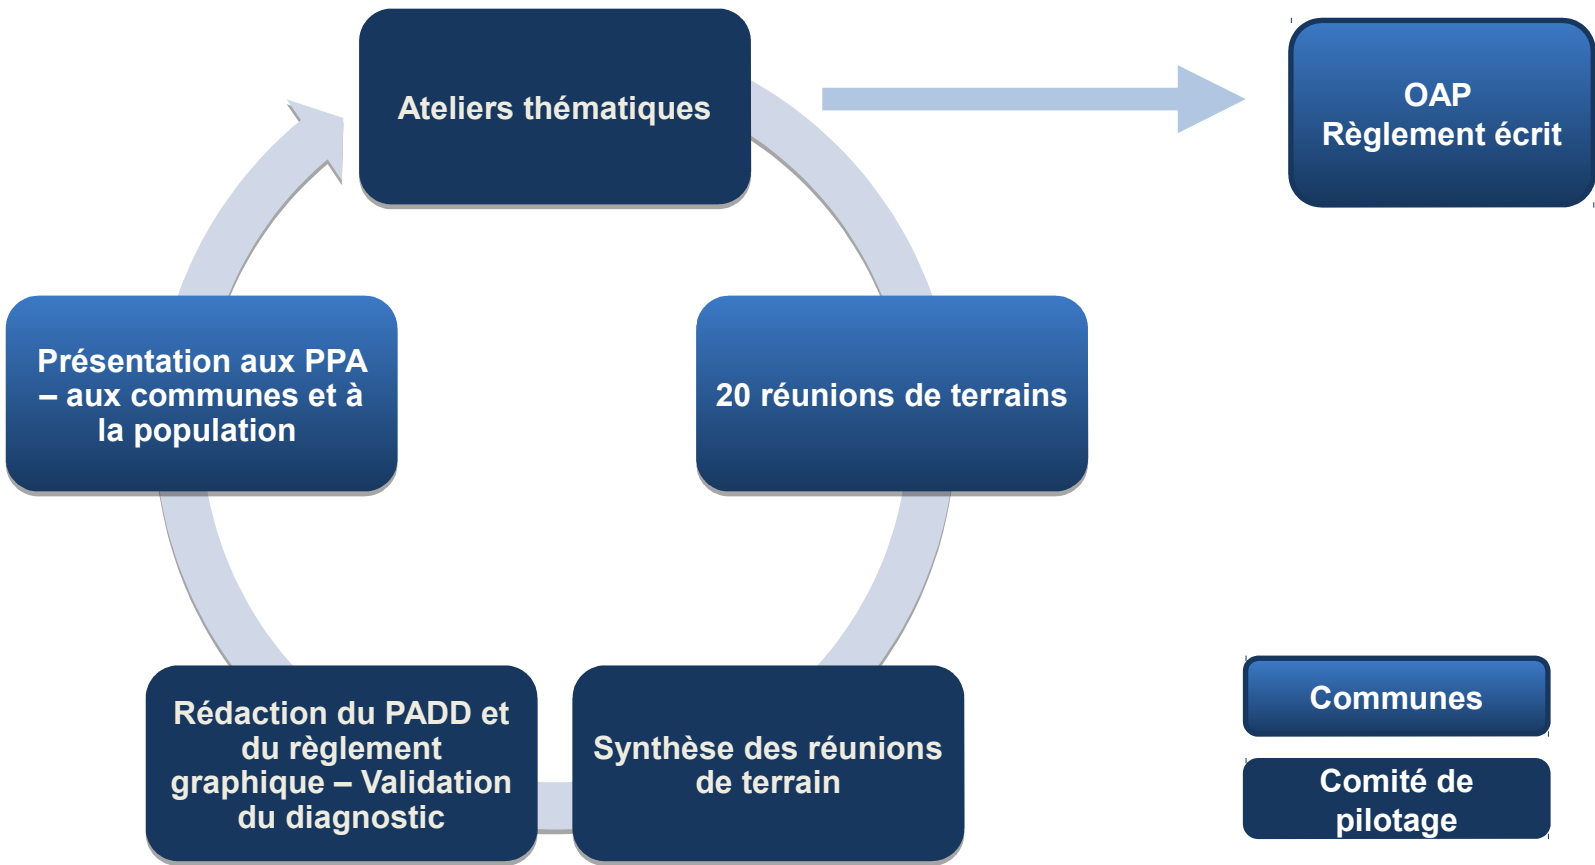 Ateliers thématiques
OAP
Règlement écrit
20 réunions de terrains
Synthèse des réunions
de terrain
Rédaction du PADD et
du règlement
graphique – Validation
du diagnostic
Présentation aux PPA
– aux communes et à
la population
Communes
Comité de
pilotage